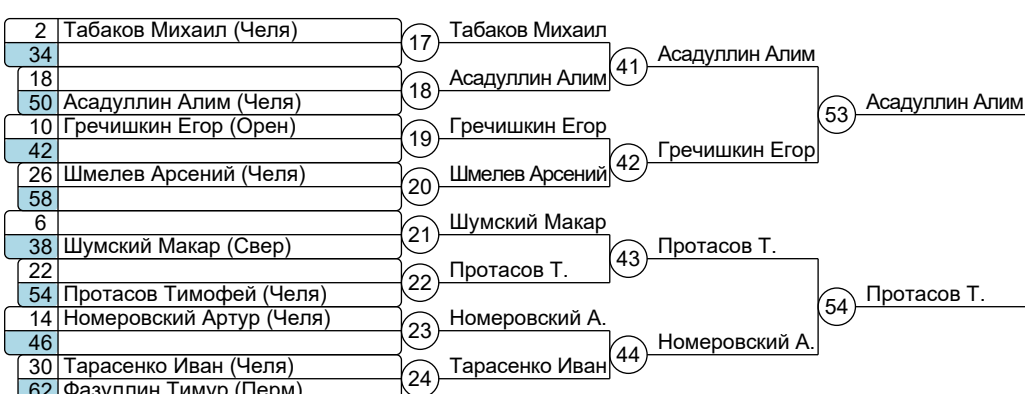 2 Табаков Михаил (Челя)
34
18
50 Асадуллин Алим (Челя)
10 Гречишкин Егор (Орен)
42
26 Шмелев Арсений (Челя)
58
6
38 Шумский Макар (Свер)
22
54 Протасов Тимофей (Челя)
14 Номеровский Артур (Челя)
46
30 Тарасенко Иван (Челя)
62 Фазуллин Тимур (Перм)
17 Табаков Михаил
18 Асадуллин Алим
19 Гречишкин Егор
20 Шмелев Арсений
21 Шумский Макар
22 Протасов Т.
23 Номеровский А.
24 Тарасенко Иван
41 Асадуллин Алим
42 Гречишкин Егор
43 Протасов Т.
44 Номеровский А.
53 Асадуллин Алим
54 Протасов Т.